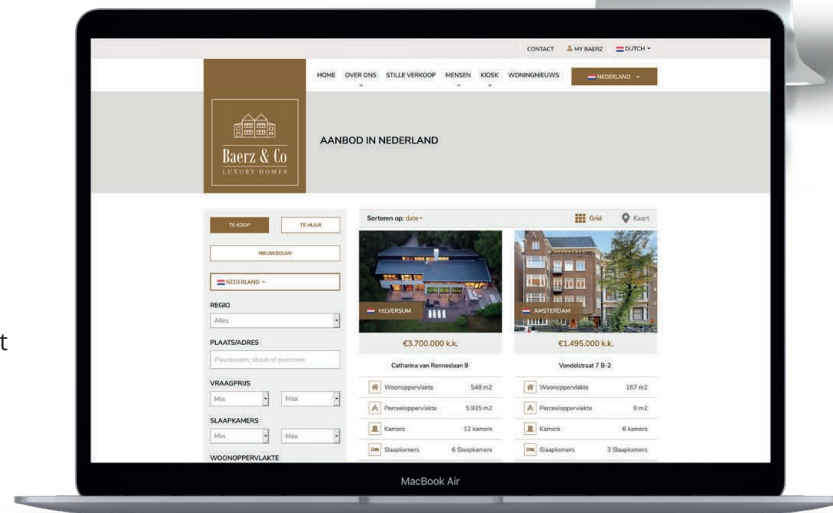 CONTACT MY BAERZ DUTCH
HOME OVER ONS STILLE VERKOOP MENSEN KIOSK WONINGNIEUWS NEDERLAND
Baerz & Co
LUXURY HOMES
AANBOD IN NEDERLAND
TE KOOP TE HUUR
NIEUWBOUW
NEDERLAND
REGIO
Alles
PLAATS/ADRES
Plaatsnaam, straat of postcode
VRAAGPRIJS
Min Max
SLAAPKAMERS
Min Max
WOONOPPERVLAKTE
Sorteren op: date Grid Kaart
HILVERSUM
€3.700.000 k.k.
Catharina van Renneslaan 9
Woonoppervlakte 548 m2
Perceeloppervlakte 5.935 m2
Kamers 12 kamers
Slaapkamers 6 Slaapkamers
AMSTERDAM
€1.495.000 k.k.
Vondelstraat 7 B-2
Woonoppervlakte 167 m2
Perceeloppervlakte 0 m2
Kamers 6 kamers
Slaapkamers 3 Slaapkamers
MacBook Air
t